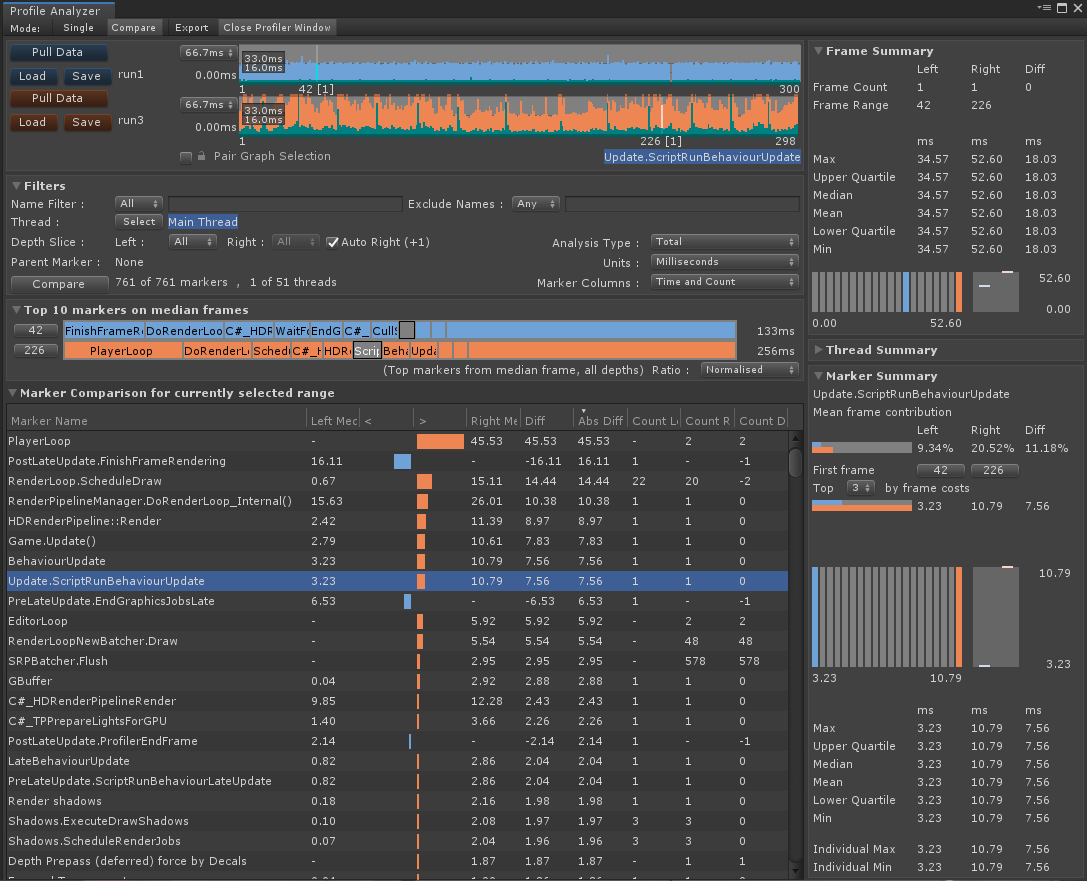 Profile Analyzer
Mode: Single Compare Export Close Profiler Window
Pull Data
Load Save run1
Pull Data
Load Save run3
66.7ms
33.0ms
16.0ms
0.00ms
1 42 [1] 300
66.7ms
33.0ms
16.0ms
0.00ms
1 226 [1] 298
Pair Graph Selection Update.ScriptRunBehaviourUpdate
Filters
Name Filter : All Exclude Names : Any
Thread : Select Main Thread
Depth Slice : Left : All Right : All Auto Right (+1) Analysis Type : Total
Parent Marker : None Units : Milliseconds
Compare 761 of 761 markers , 1 of 51 threads Marker Columns : Time and Count
Top 10 markers on median frames
42 FinishFrameR DoRenderLoo C#_HDR WaitFo EndG C#_ Culls 133ms
226 PlayerLoop DoRenderL Schedu C#_H HDR Scrip Beha Upda 256ms
(Top markers from median frame, all depths) Ratio : Normalised
Marker Comparison for currently selected range
Marker Name Left Mec < > Right Me Diff Abs Diff Count L Count R Count D
PlayerLoop - 45.53 45.53 45.53 - 2 2
PostLateUpdate.FinishFrameRendering 16.11 - -16.11 16.11 1 - -1
RenderLoop.ScheduleDraw 0.67 15.11 14.44 14.44 22 20 -2
RenderPipelineManager.DoRenderLoop_Internal() 15.63 26.01 10.38 10.38 1 1 0
HDRenderPipeline::Render 2.42 11.39 8.97 8.97 1 1 0
Game.Update() 2.79 10.61 7.83 7.83 1 1 0
BehaviourUpdate 3.23 10.79 7.56 7.56 1 1 0
Update.ScriptRunBehaviourUpdate 3.23 10.79 7.56 7.56 1 1 0
PreLateUpdate.EndGraphicsJobsLate 6.53 - -6.53 6.53 1 - -1
EditorLoop - 5.92 5.92 5.92 - 2 2
RenderLoopNewBatcher.Draw - 5.54 5.54 5.54 - 48 48
SRPBatcher.Flush - 2.95 2.95 2.95 - 578 578
GBuffer 0.04 2.92 2.88 2.88 1 1 0
C#_HDRenderPipelineRender 9.85 12.28 2.43 2.43 1 1 0
C#_TPPrepareLightsForGPU 1.40 3.66 2.26 2.26 1 1 0
PostLateUpdate.ProfilerEndFrame 2.14 - -2.14 2.14 1 - -1
LateBehaviourUpdate 0.82 2.86 2.04 2.04 1 1 0
PreLateUpdate.ScriptRunBehaviourLateUpdate 0.82 2.86 2.04 2.04 1 1 0
Render shadows 0.18 2.16 1.98 1.98 1 1 0
Shadows.ExecuteDrawShadows 0.10 2.08 1.97 1.97 3 3 0
Shadows.ScheduleRenderJobs 0.07 2.04 1.96 1.96 3 3 0
Depth Prepass (deferred) force by Decals - 1.87 1.87 1.87 - 1 1
Frame Summary
Left Right Diff
Frame Count 1 1 0
Frame Range 42 226
ms ms ms
Max 34.57 52.60 18.03
Upper Quartile 34.57 52.60 18.03
Median 34.57 52.60 18.03
Mean 34.57 52.60 18.03
Lower Quartile 34.57 52.60 18.03
Min 34.57 52.60 18.03
52.60
0.00
0.00 52.60
Thread Summary
Marker Summary
Update.ScriptRunBehaviourUpdate
Mean frame contribution
Left Right Diff
9.34% 20.52% 11.18%
First frame 42 226
Top 3 by frame costs
3.23 10.79 7.56
10.79
3.23
3.23 10.79
ms ms ms
Max 3.23 10.79 7.56
Upper Quartile 3.23 10.79 7.56
Median 3.23 10.79 7.56
Mean 3.23 10.79 7.56
Lower Quartile 3.23 10.79 7.56
Min 3.23 10.79 7.56
Individual Max 3.23 10.79 7.56
Individual Min 3.23 10.79 7.56